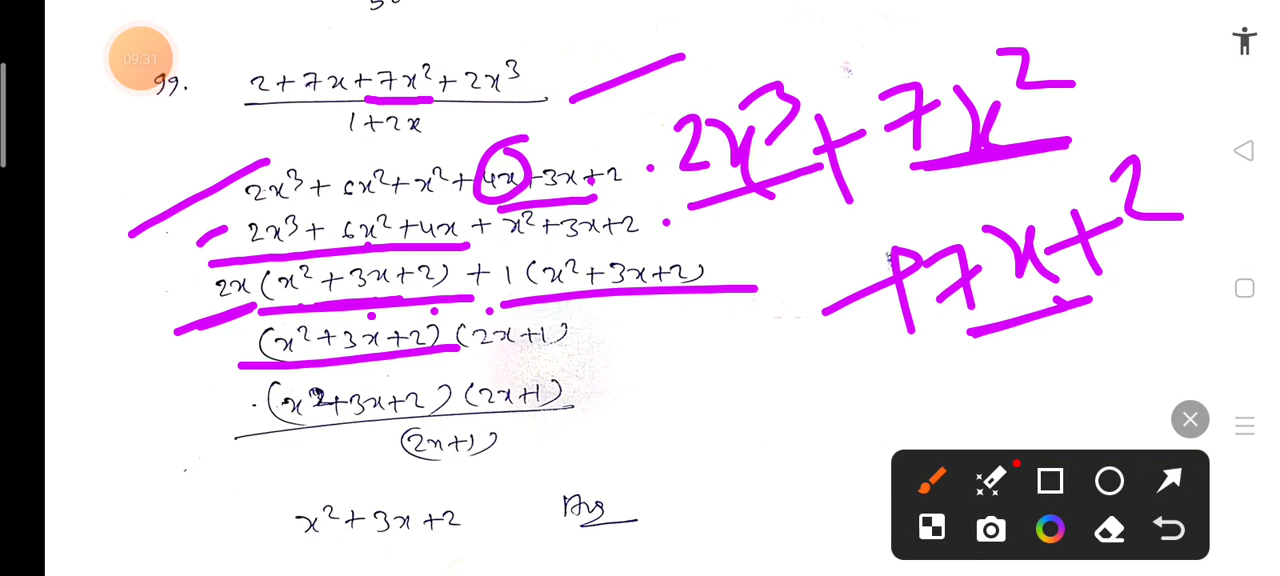 09:31
99. 2+7x+7x²+2x³
1+2x
2x³+6x²+x²+4x+3x+2
2x³+6x²+4x+x²+3x+2
2x(x²+3x+2)+1(x²+3x+2)
(x²+3x+2)(2x+1)
(x²+3x+2)(2x+1)
(2x+1)
x²+3x+2 Ans
2x³+7x²
+7x+2